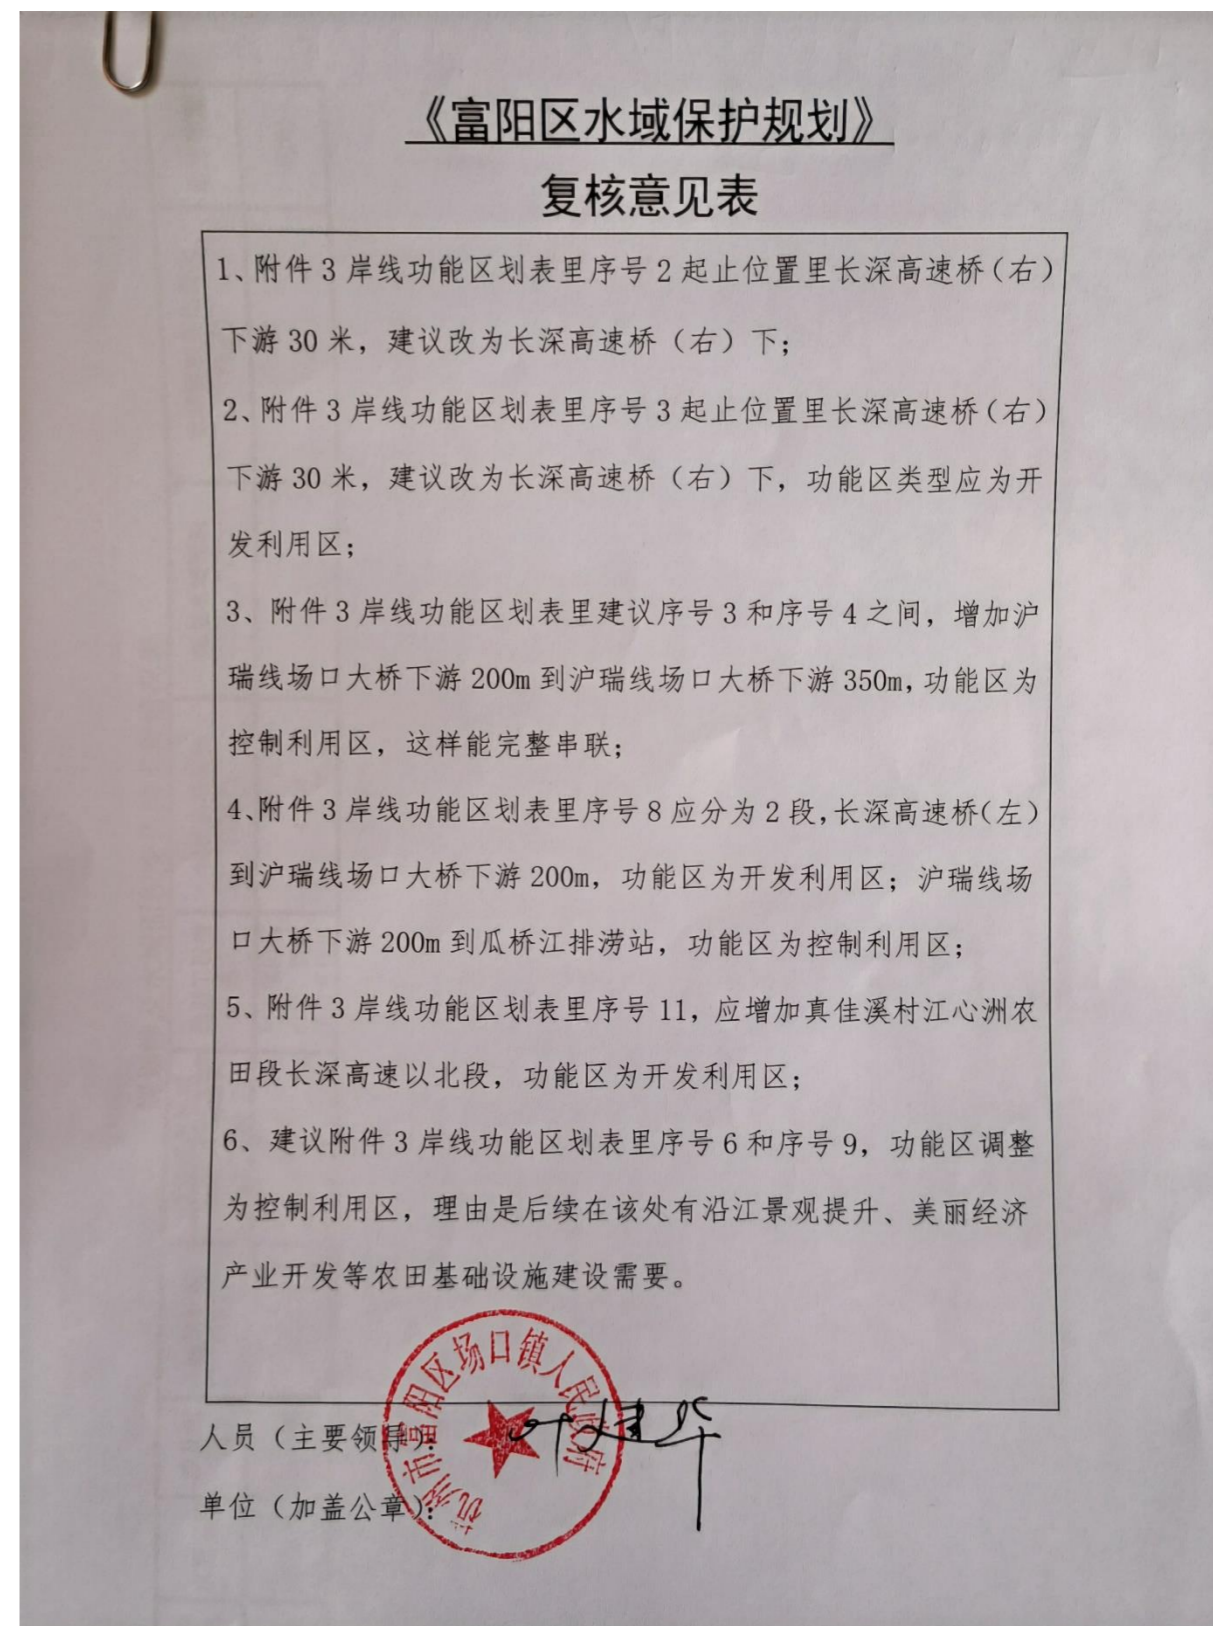 《富阳区水域保护规划》
复核意见表
1、附件3岸线功能区划表里序号2起止位置里长深高速桥（右）
下游30米，建议改为长深高速桥（右）下；
2、附件3岸线功能区划表里序号3起止位置里长深高速桥（右）
下游30米，建议改为长深高速桥（右）下，功能区类型应为开
发利用区；
3、附件3岸线功能区划表里建议序号3和序号4之间，增加沪
瑞线场口大桥下游200m到沪瑞线场口大桥下游350m，功能区为
控制利用区，这样能完整串联；
4、附件3岸线功能区划表里序号8应分为2段，长深高速桥（左）
到沪瑞线场口大桥下游200m，功能区为开发利用区；沪瑞线场
口大桥下游200m到瓜桥江排涝站，功能区为控制利用区；
5、附件3岸线功能区划表里序号11，应增加真佳溪村江心洲农
田段长深高速以北段，功能区为开发利用区；
6、建议附件3岸线功能区划表里序号6和序号9，功能区调整
为控制利用区，理由是后续在该处有沿江景观提升、美丽经济
产业开发等农田基础设施建设需要。
人员（主要领导）：叶建华
单位（加盖公章）：
杭州市富阳区场口镇人民政府